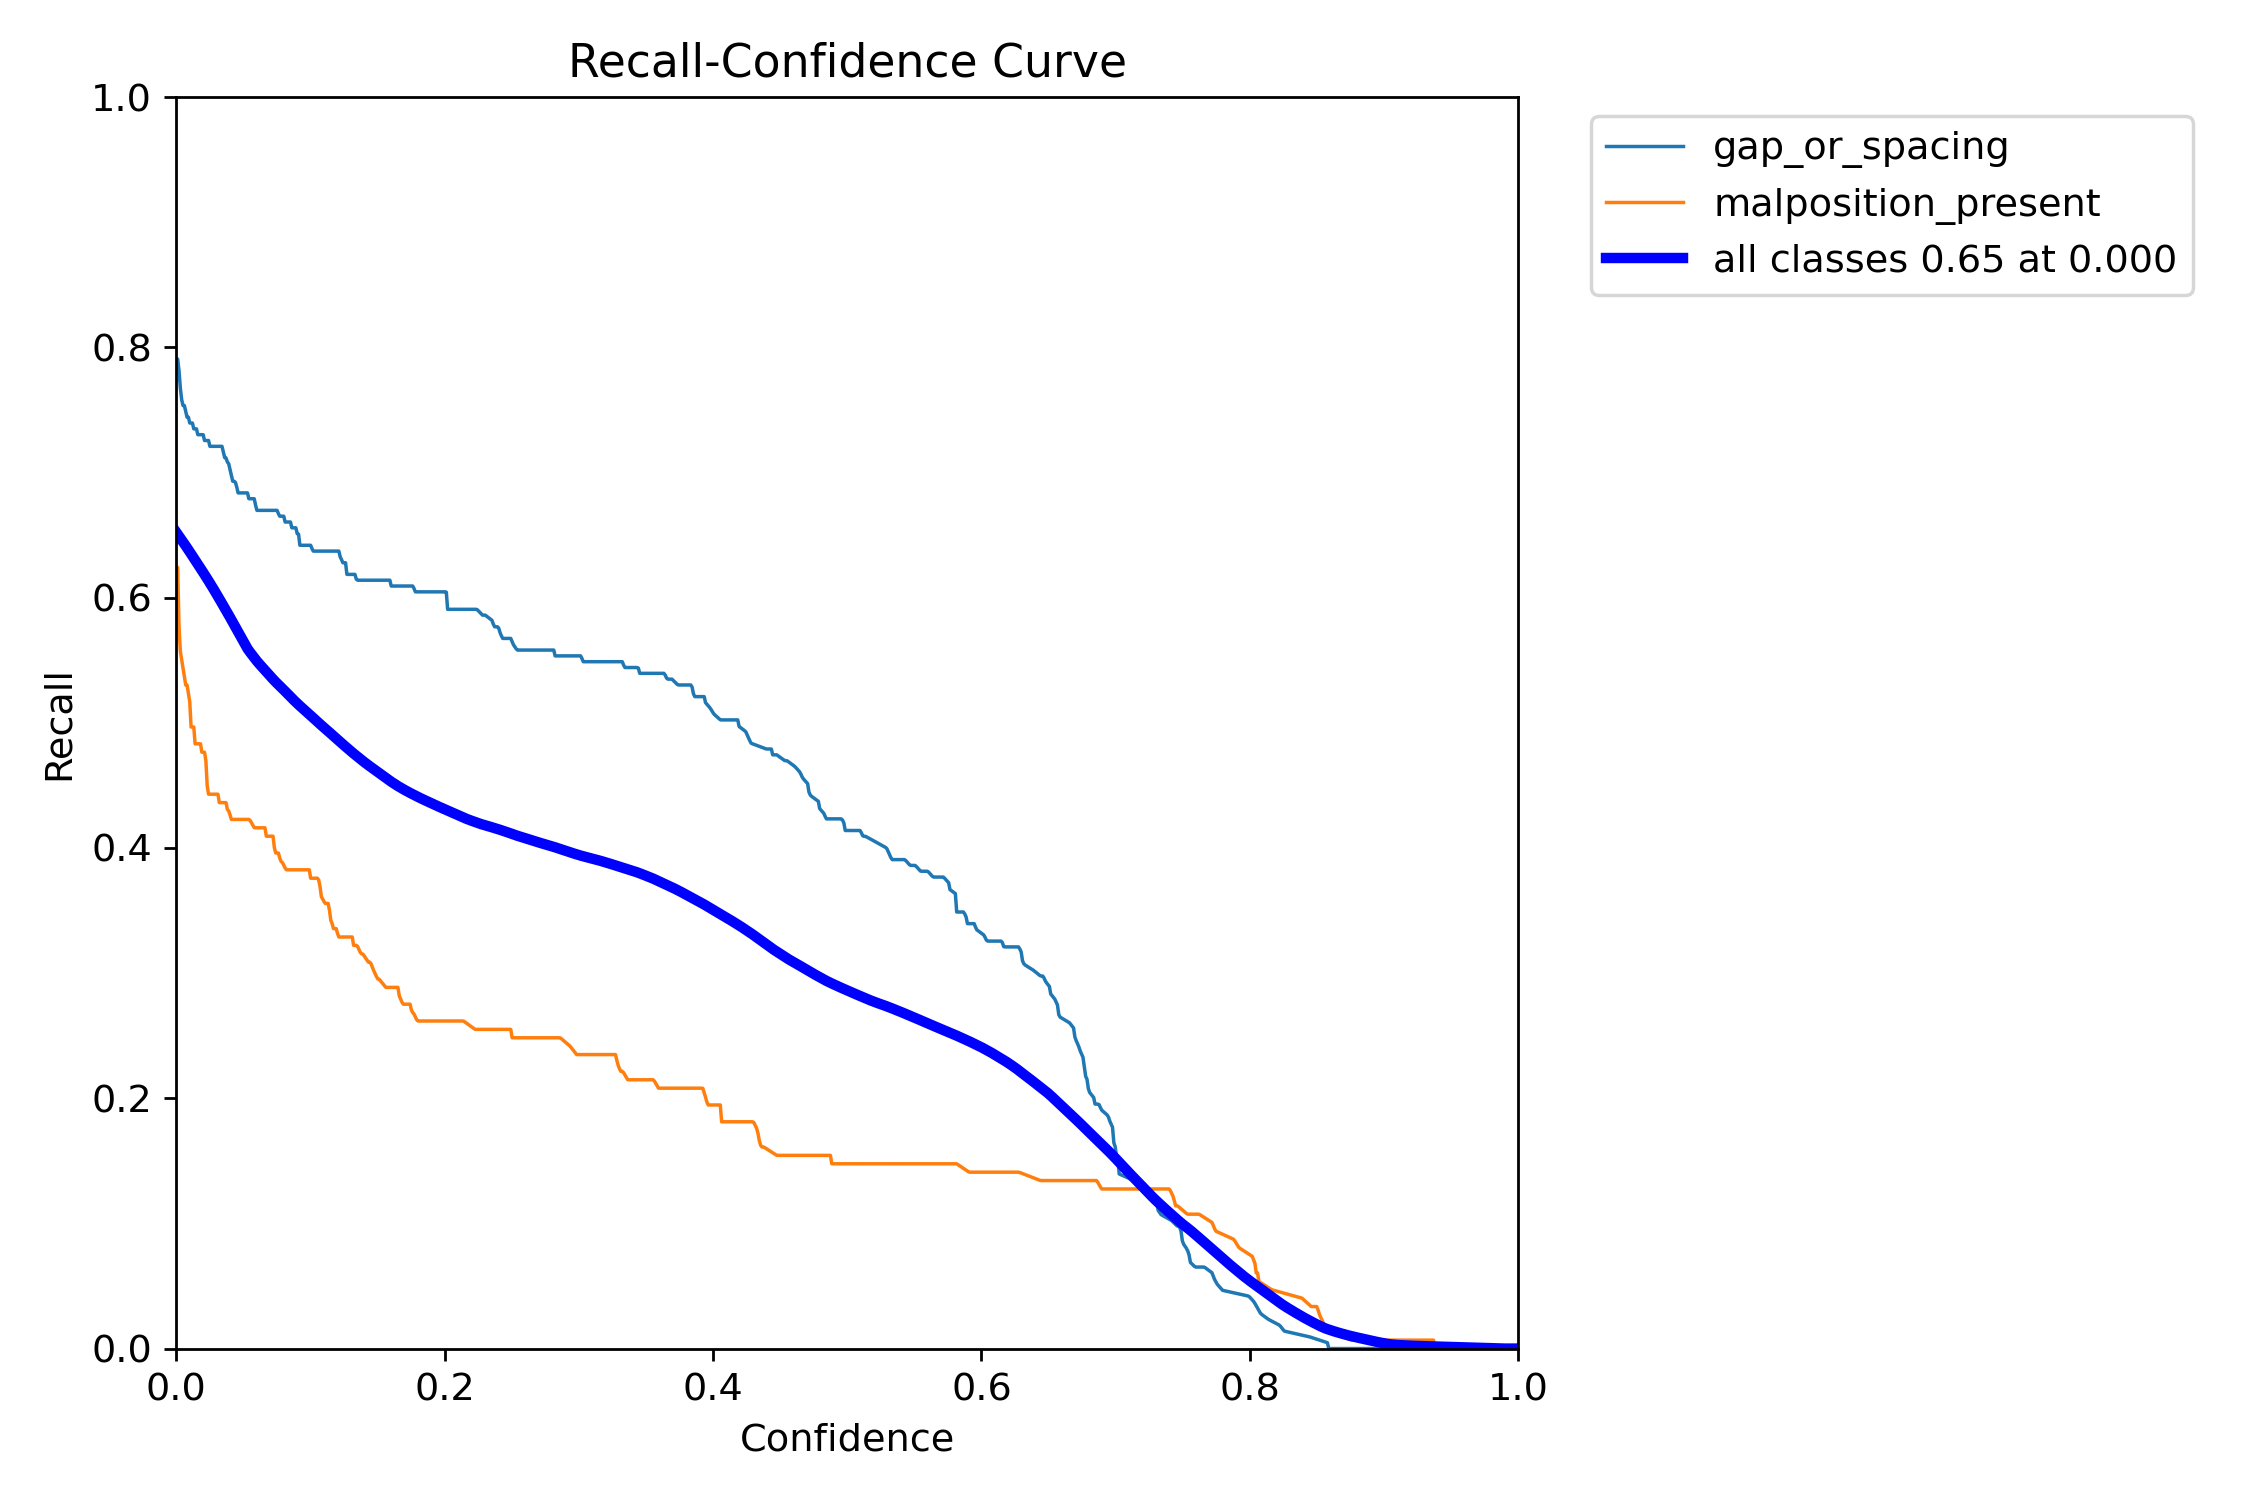 Recall-Confidence Curve
1.0
0.8
0.6
0.4
0.2
0.0
Recall
0.0 0.2 0.4 0.6 0.8 1.0
Confidence
gap_or_spacing
malposition_present
all classes 0.65 at 0.000